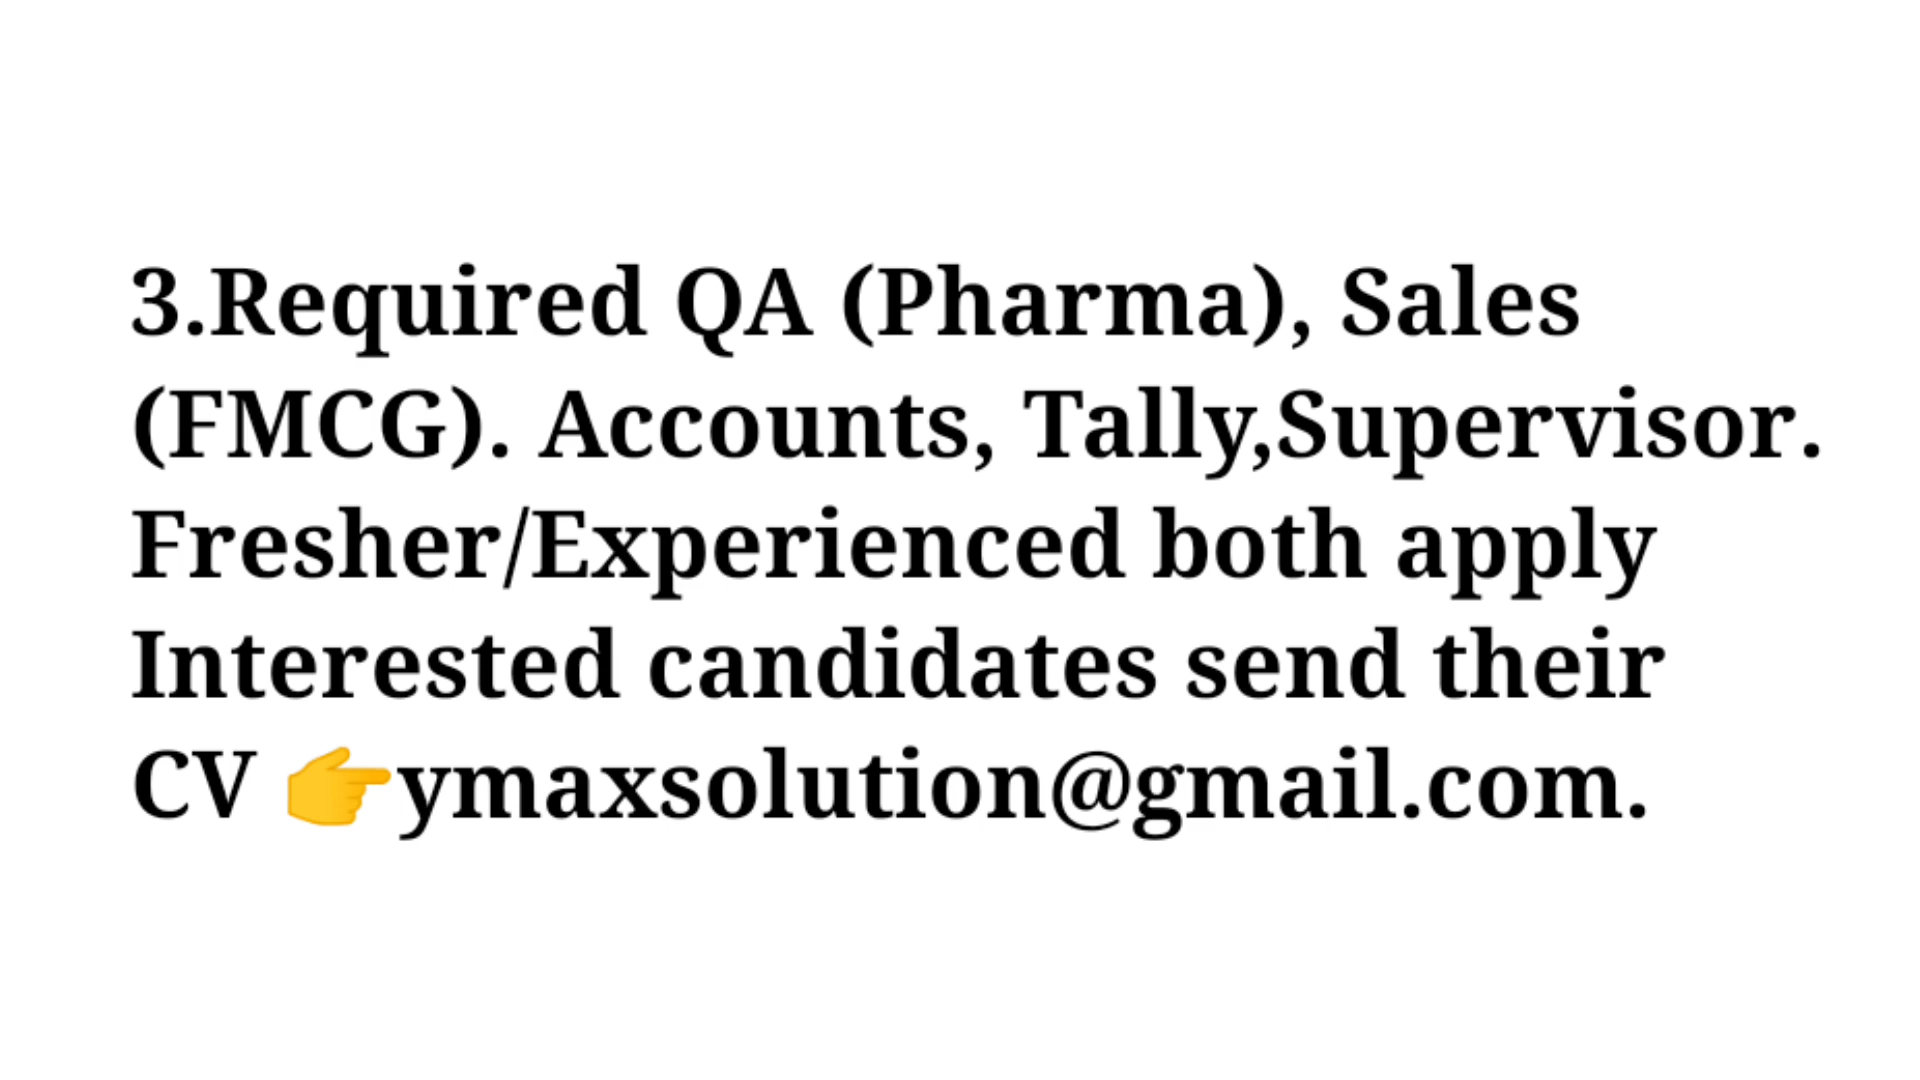 3.Required QA (Pharma), Sales
(FMCG). Accounts, Tally,Supervisor.
Fresher/Experienced both apply
Interested candidates send their
CV 👉ymaxsolution@gmail.com.